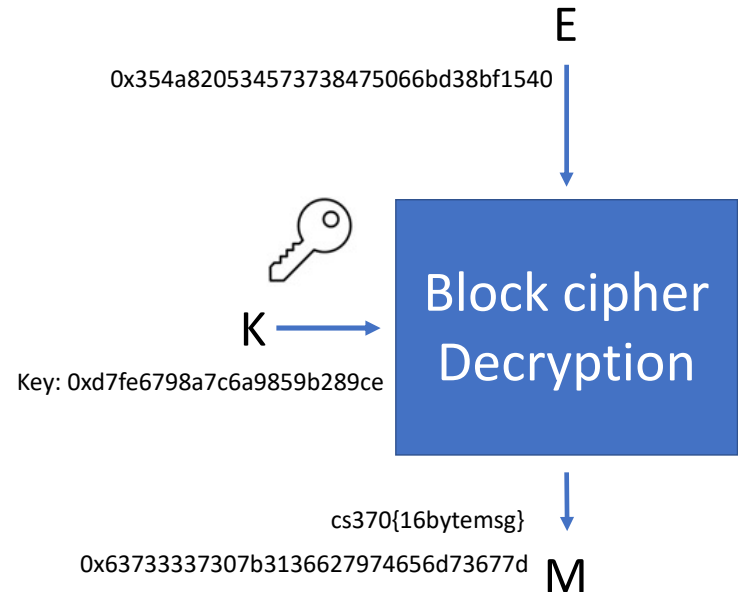 E
0x354a820534573738475066bd38bf1540
Block cipher
Decryption
K
Key: 0xd7fe6798a7c6a9859b289ce
cs370{16bytemsg}
0x63733337307b3136627974656d73677d
M